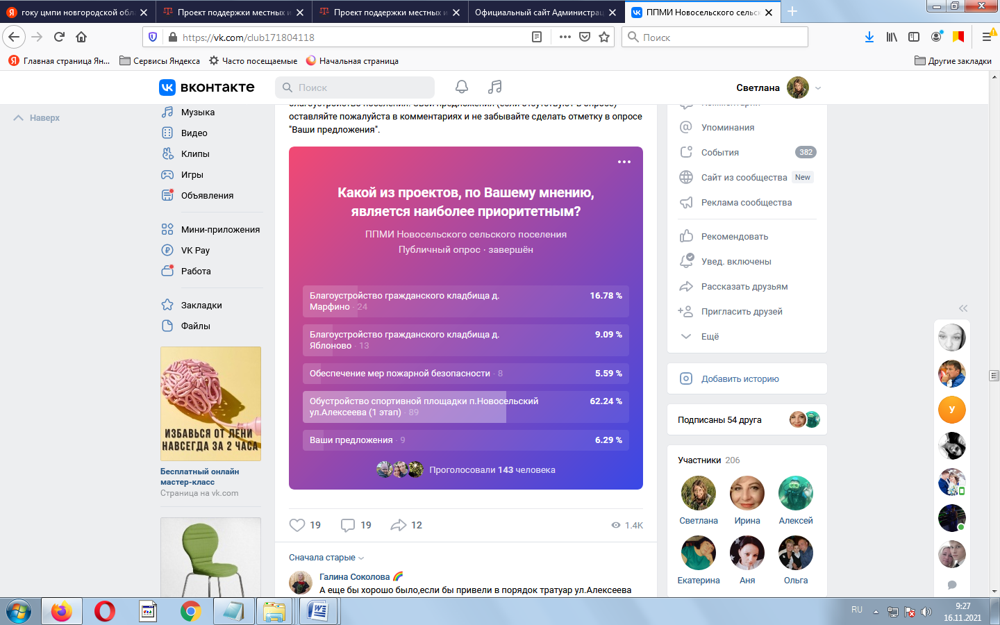 гоку цмпи новгородской обла
Проект поддержки местных и
Проект поддержки местных и
Официальный сайт Администрац
ППМИ Новосельского сельск
https://vk.com/club171804118
Поиск
Главная страница Ян...
Сервисы Яндекса
Часто посещаемые
Начальная страница
Другие закладки
вконтакте
Поиск
Светлана
Наверх
Музыка
Видео
Клипы
Игры
Объявления
Мини-приложения
VK Pay
Работа
Закладки
Файлы
ИЗБАВЬСЯ ОТ ЛЕНИ
НАВСЕГДА ЗА 2 ЧАСА
Бесплатный онлайн
мастер-класс
Страница на vk.com
благоустройство поселения. Свои предложения (если отсутствуют в опросе)
оставляйте пожалуйста в комментариях и не забывайте сделать отметку в опросе
"Ваши предложения".
Какой из проектов, по Вашему мнению,
является наиболее приоритетным?
ППМИ Новосельского сельского поселения
Публичный опрос · завершён
Благоустройство гражданского кладбища д.
Марфино · 24
16.78 %
Благоустройство гражданского кладбища д.
Яблоново · 13
9.09 %
Обеспечение мер пожарной безопасности · 8
5.59 %
Обустройство спортивной площадки п.Новосельский
ул.Алексеева (1 этап) · 89
62.24 %
Ваши предложения · 9
6.29 %
Проголосовали 143 человека
19
19
12
1.4K
Сначала старые
Галина Соколова
А еще бы хорошо было,если бы привели в порядок тратуар ул.Алексеева
Комментарии
Упоминания
События
382
Сайт из сообщества
New
Реклама сообщества
Рекомендовать
Увед. включены
Рассказать друзьям
Пригласить друзей
Ещё
Добавить историю
Подписаны 54 друга
Участники 206
Светлана
Ирина
Алексей
Екатерина
Аня
Ольга
У
RU
9:27
16.11.2021